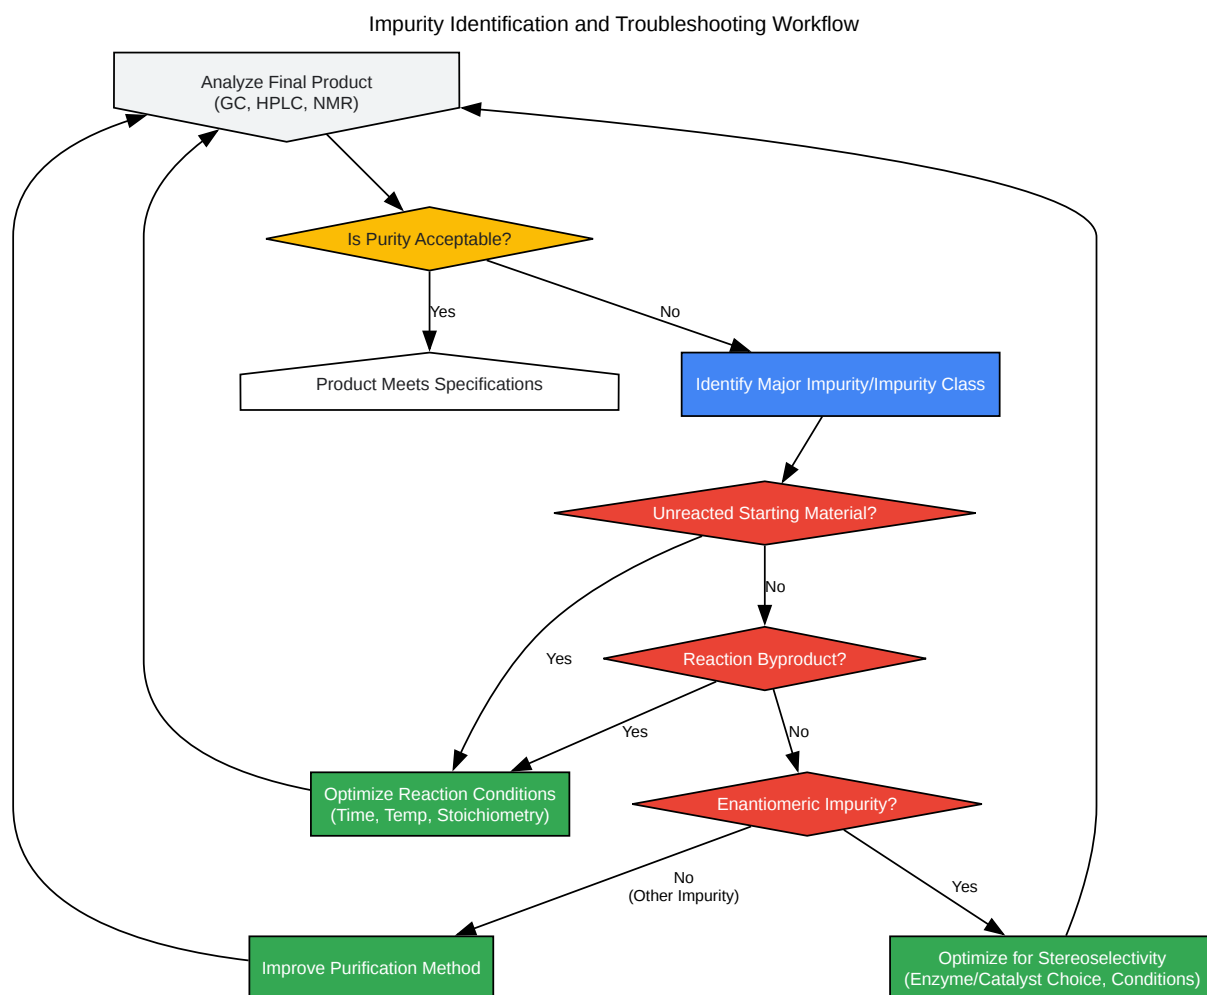 Impurity Identification and Troubleshooting Workflow
Analyze Final Product
(GC, HPLC, NMR)
Is Purity Acceptable?
Yes
No
Product Meets Specifications
Identify Major Impurity/Impurity Class
Unreacted Starting Material?
No
Yes
Reaction Byproduct?
Yes
No
Optimize Reaction Conditions
(Time, Temp, Stoichiometry)
Enantiomeric Impurity?
No
(Other Impurity)
Yes
Improve Purification Method
Optimize for Stereoselectivity
(Enzyme/Catalyst Choice, Conditions)